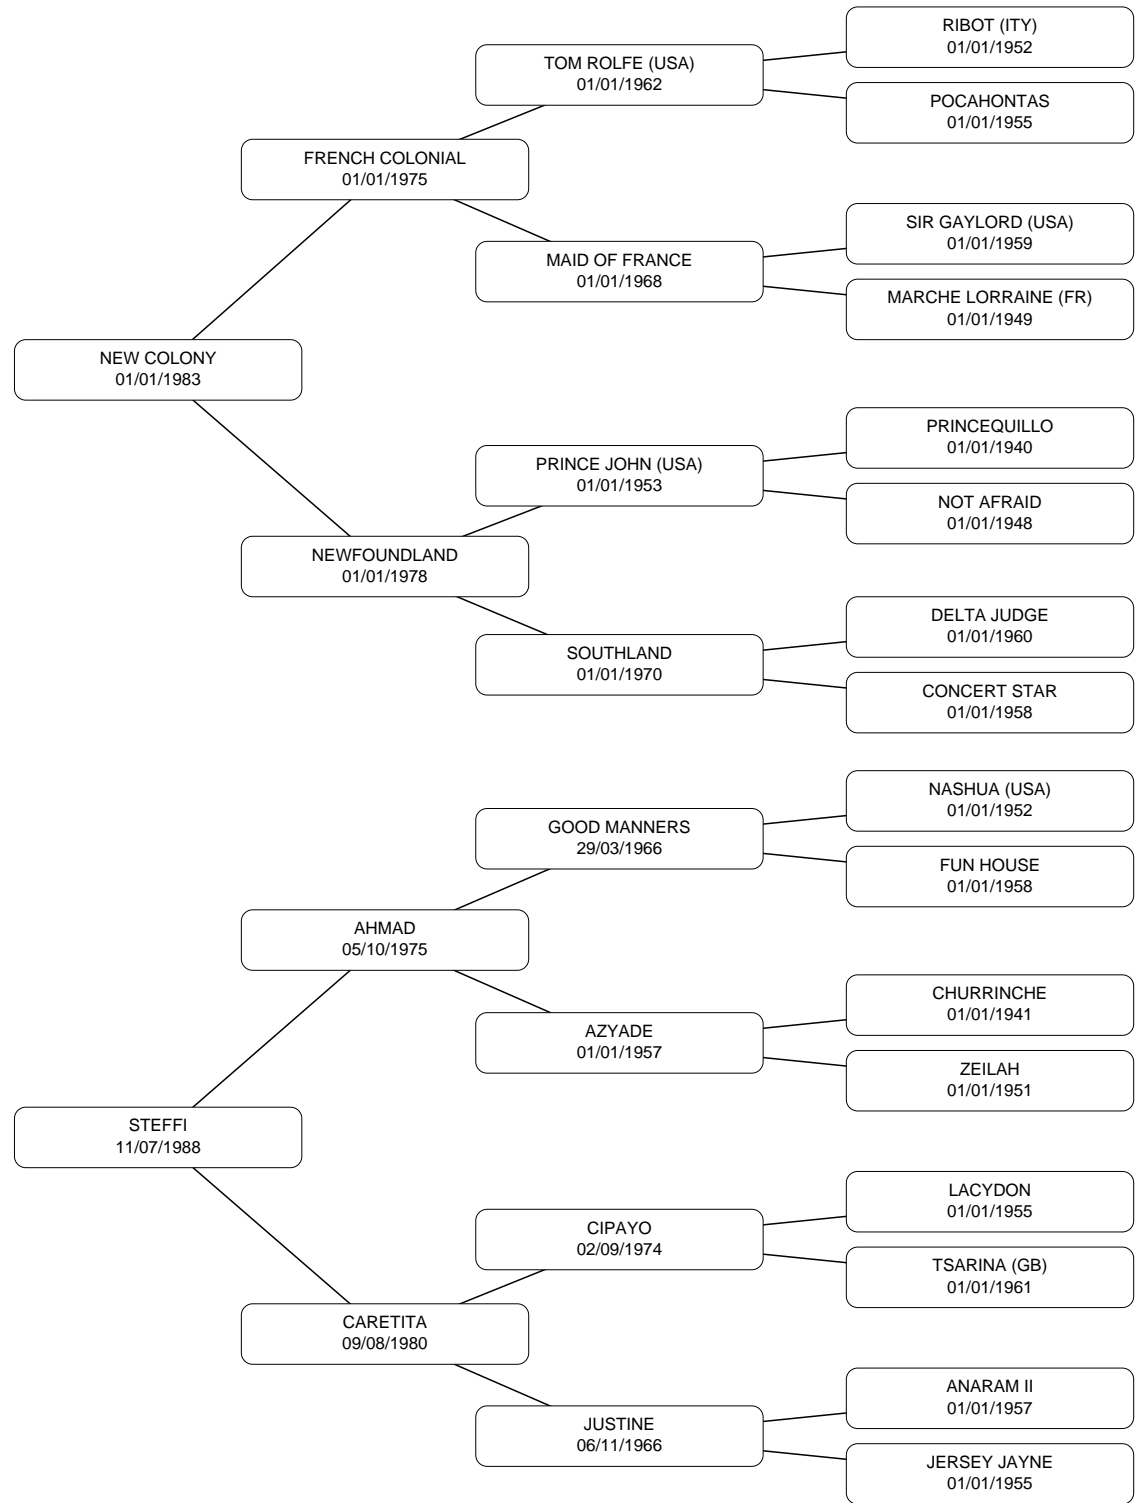 RIBOT (ITY)
01/01/1952
TOM ROLFE (USA)
01/01/1962
POCAHONTAS
01/01/1955
FRENCH COLONIAL
01/01/1975
SIR GAYLORD (USA)
01/01/1959
MAID OF FRANCE
01/01/1968
MARCHE LORRAINE (FR)
01/01/1949
NEW COLONY
01/01/1983
PRINCEQUILLO
01/01/1940
PRINCE JOHN (USA)
01/01/1953
NOT AFRAID
01/01/1948
NEWFOUNDLAND
01/01/1978
DELTA JUDGE
01/01/1960
SOUTHLAND
01/01/1970
CONCERT STAR
01/01/1958
NASHUA (USA)
01/01/1952
GOOD MANNERS
29/03/1966
FUN HOUSE
01/01/1958
AHMAD
05/10/1975
CHURRINCHE
01/01/1941
AZYADE
01/01/1957
ZEILAH
01/01/1951
STEFFI
11/07/1988
LACYDON
01/01/1955
CIPAYO
02/09/1974
TSARINA (GB)
01/01/1961
CARETITA
09/08/1980
ANARAM II
01/01/1957
JUSTINE
06/11/1966
JERSEY JAYNE
01/01/1955